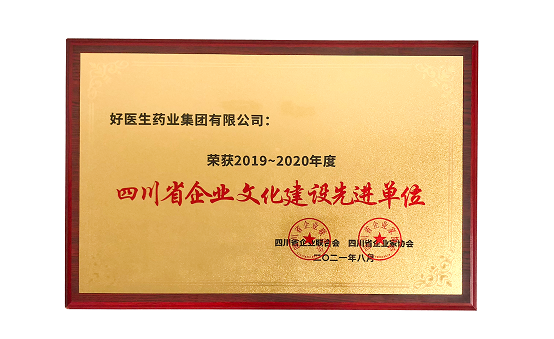 好医生药业集团有限公司：
荣获2019~2020年度
四川省企业文化建设先进单位
四川省企业联合会 四川省企业家协会
二〇二一年八月